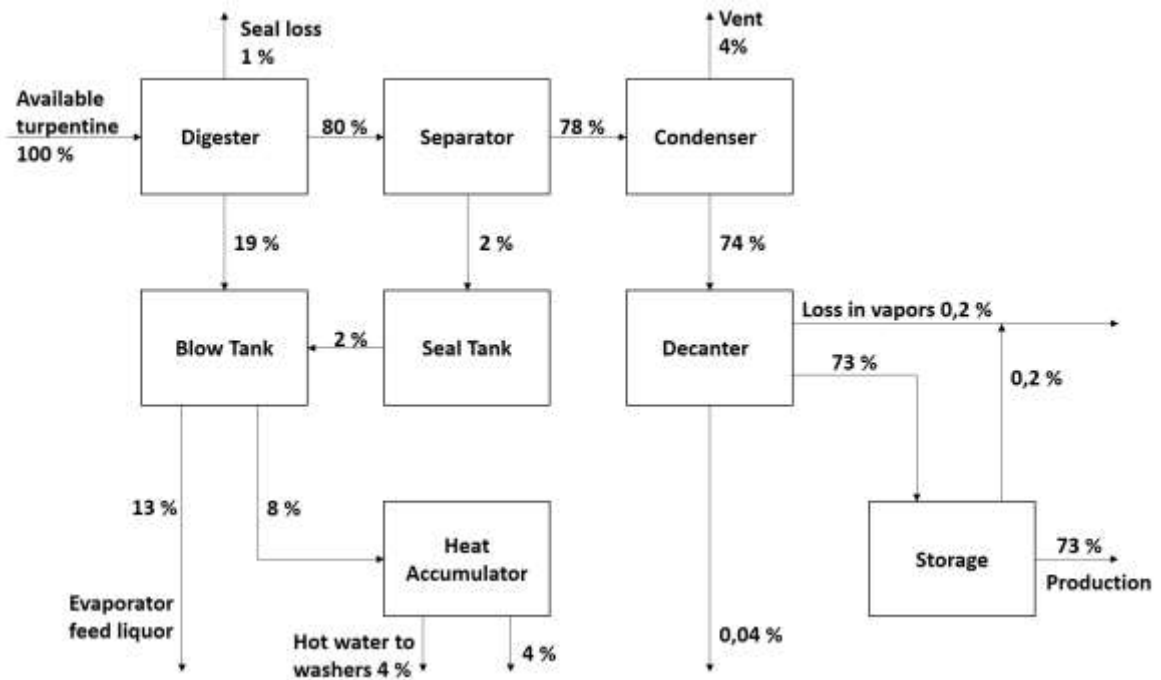 Seal loss
1 %
Vent
4%
Available
turpentine
100 %
Digester
80 %
Separator
78 %
Condenser
19 %
2 %
74 %
Blow Tank
2 %
Seal Tank
Decanter
Loss in vapors 0,2 %
73 %
0,2 %
13 %
8 %
Heat
Accumulator
Storage
73 %
Production
Evaporator
feed liquor
Hot water to
washers 4 %
4 %
0,04 %